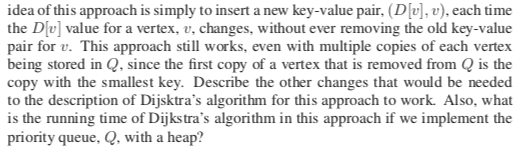 idea of this approach is simply to insert a new key-value pair, (D[v], v), each time
the D[v] value for a vertex, v, changes, without ever removing the old key-value
pair for v. This approach still works, even with multiple copies of each vertex
being stored in Q, since the first copy of a vertex that is removed from Q is the
copy with the smallest key. Describe the other changes that would be needed
to the description of Dijsktra's algorithm for this approach to work. Also, what
is the running time of Dijkstra's algorithm in this approach if we implement the
priority queue, Q, with a heap?